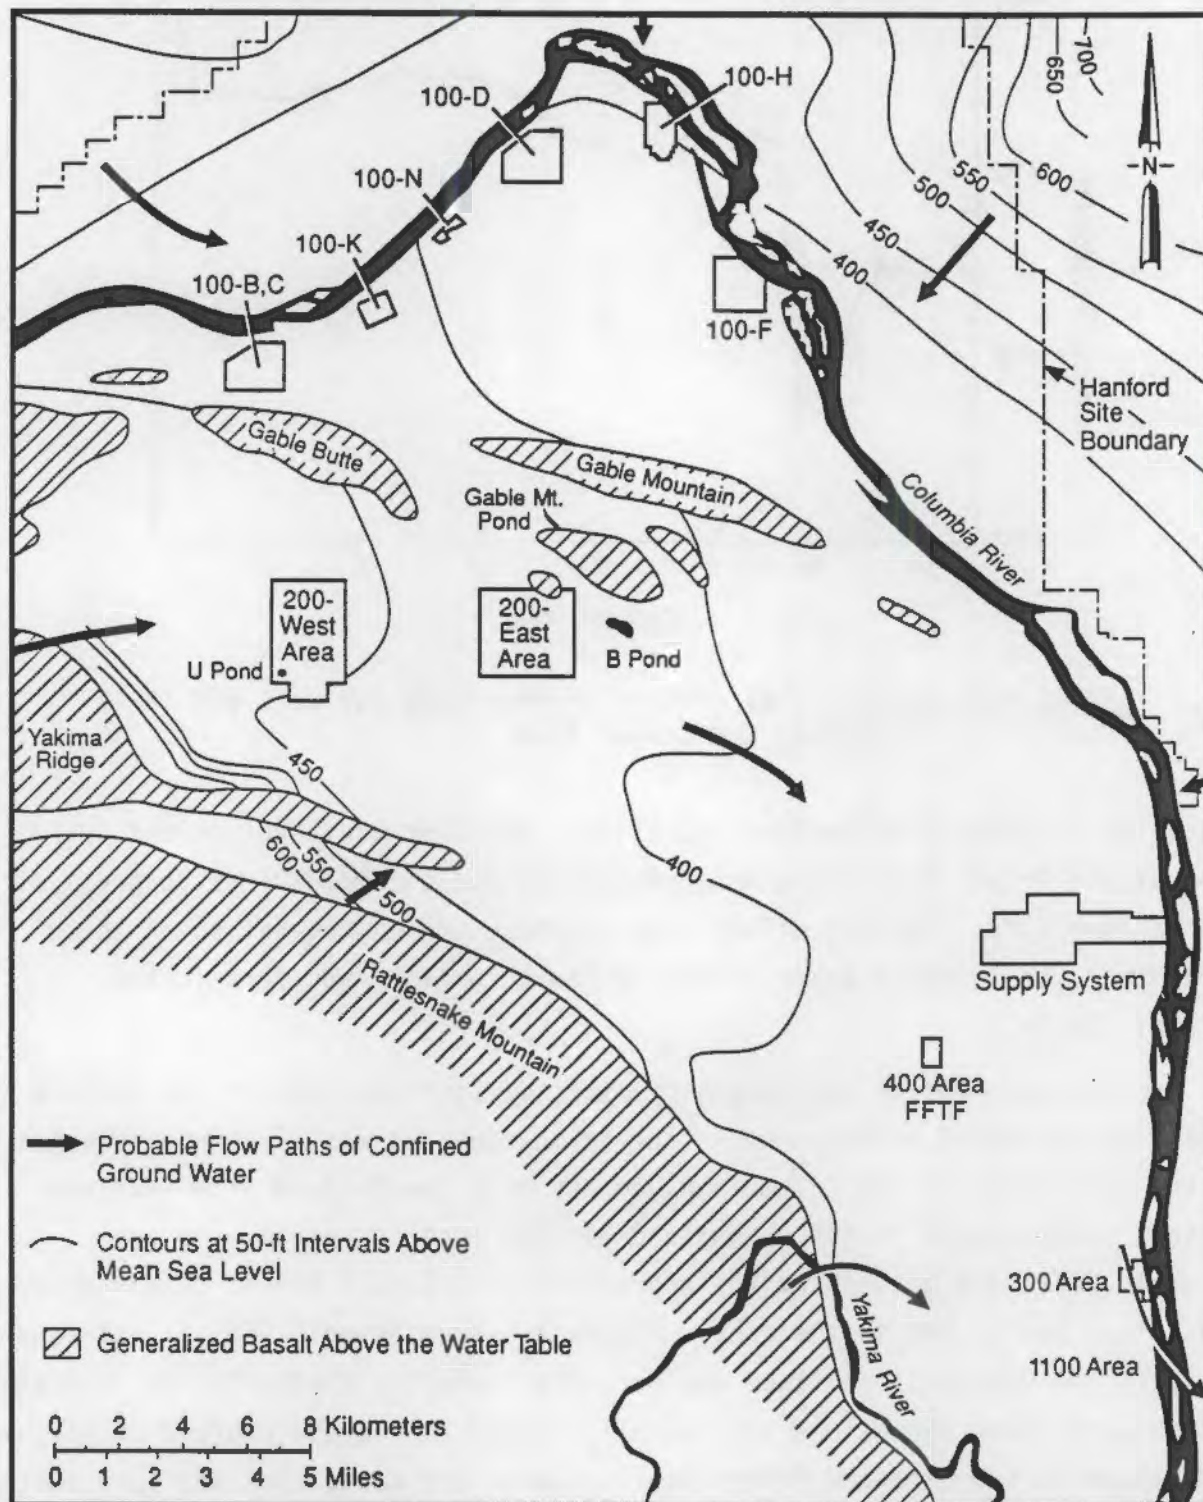 100-H
100-D
100-N
100-K
100-B,C
100-F
700
650
600
550
500
450
400
N
Hanford
Site
Boundary
Columbia River
Gable Butte
Gable Mountain
Gable Mt.
Pond
200-
West
Area
200-
East
Area
U Pond
B Pond
Yakima
Ridge
450
400
600
550
500
Rattlesnake Mountain
Supply System
400 Area
FFTF
Probable Flow Paths of Confined
Ground Water
Contours at 50-ft Intervals Above
Mean Sea Level
Generalized Basalt Above the Water Table
Yakima River
300 Area
1100 Area
0 2 4 6 8 Kilometers
0 1 2 3 4 5 Miles